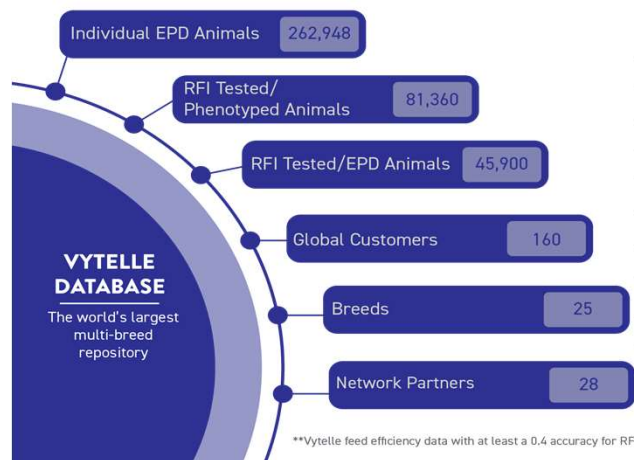 Individual EPD Animals 262,948
RFI Tested/
Phenotyped Animals 81,360
RFI Tested/EPD Animals 45,900
Global Customers 160
VYTELLE
DATABASE
The world's largest
multi-breed
repository
Breeds 25
Network Partners 28
**Vytelle feed efficiency data with at least a 0.4 accuracy for RF